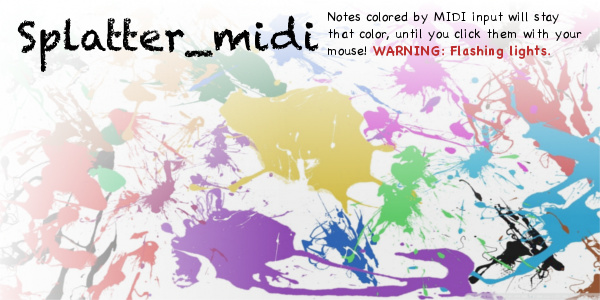 Splatter_midi
Notes colored by MIDI input will stay
that color, until you click them with your
mouse! WARNING: Flashing lights.